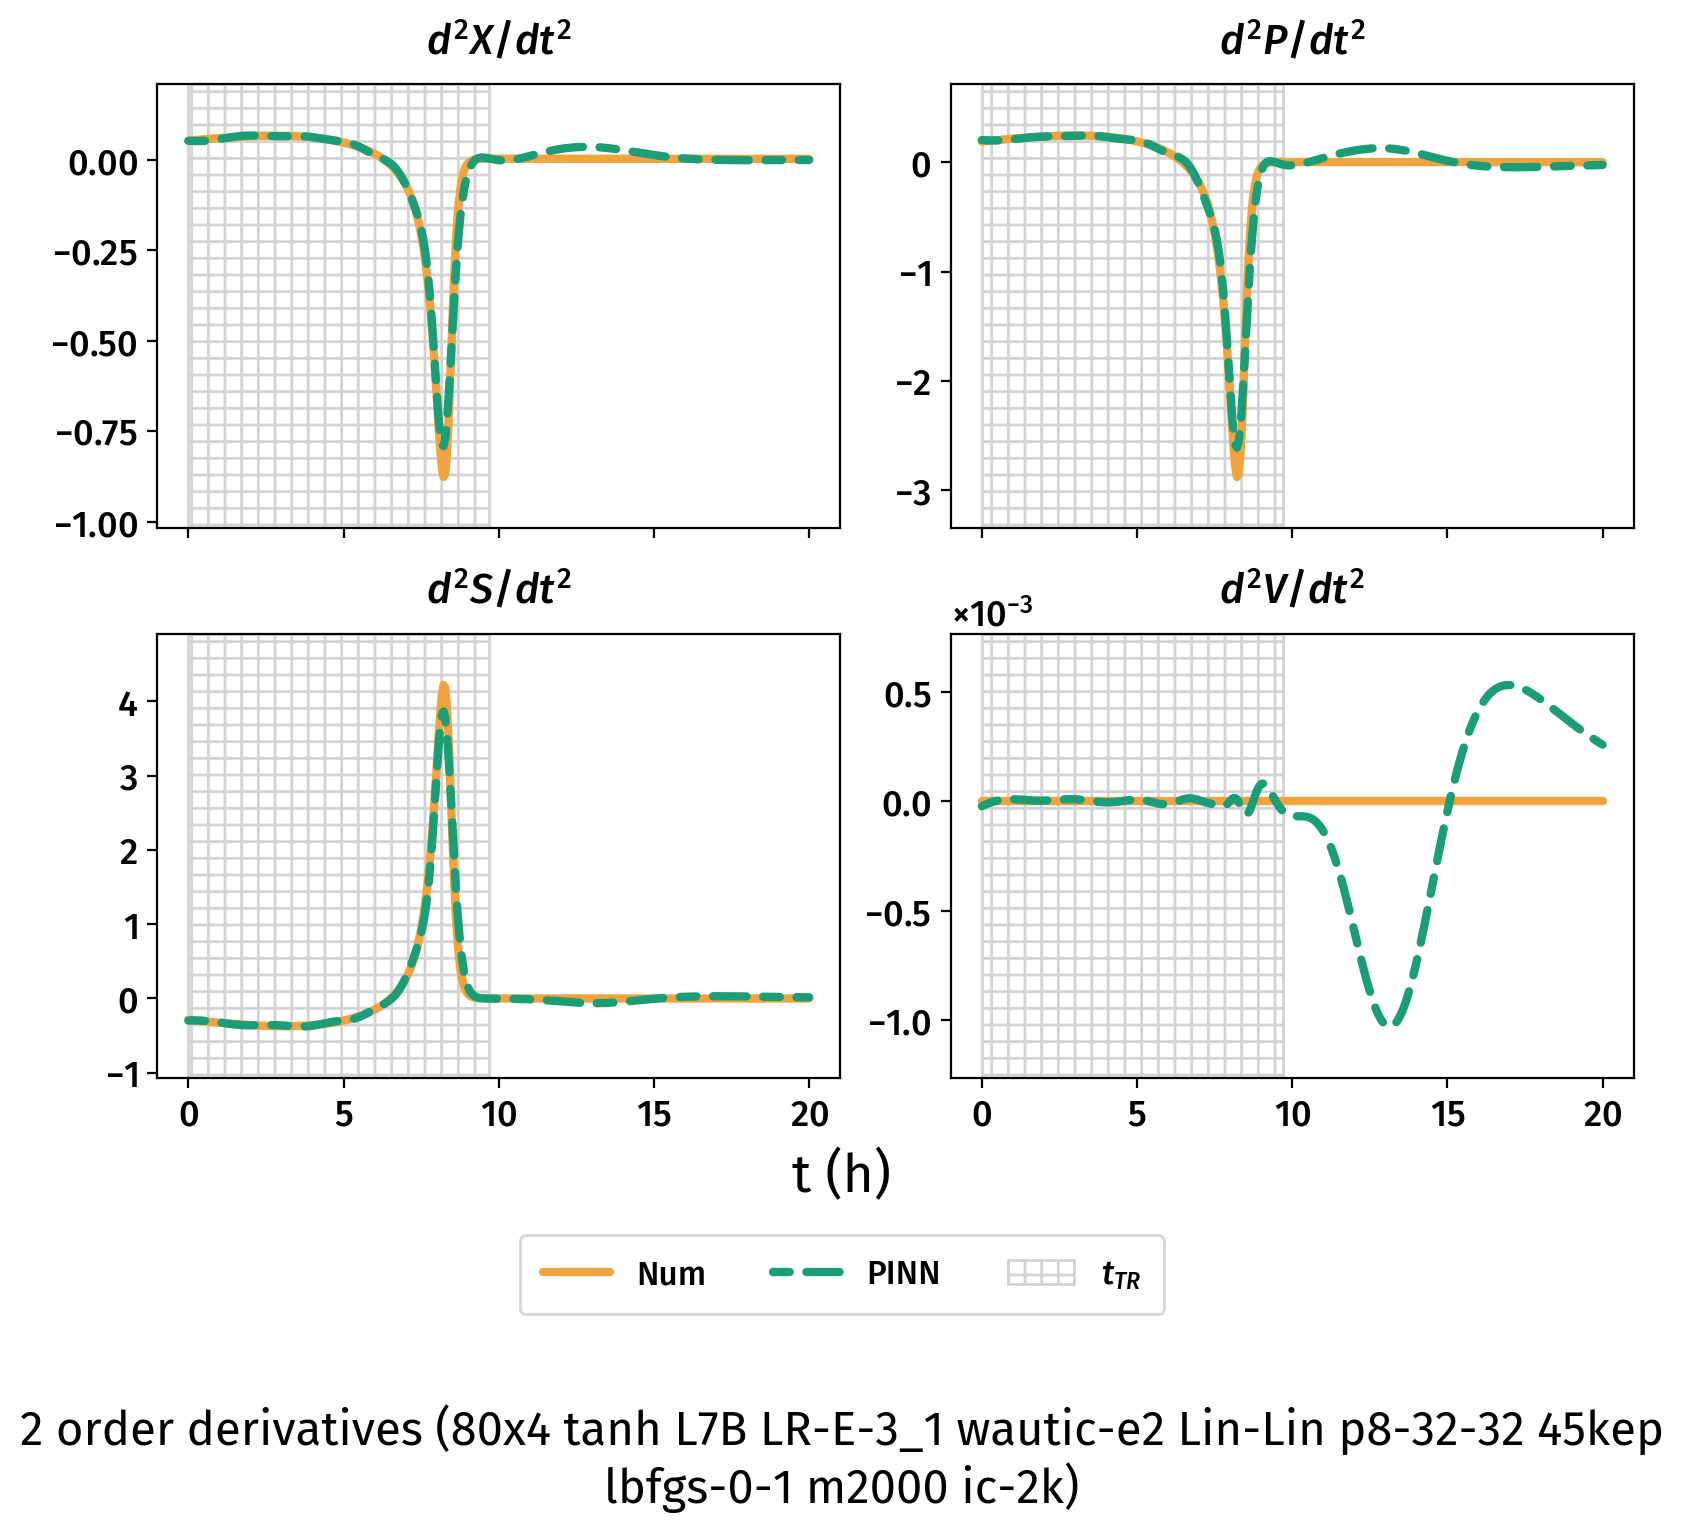 d²X/dt²
d²P/dt²
0.00
−0.25
−0.50
−0.75
−1.00
0
−1
−2
−3
d²S/dt²
d²V/dt²
×10⁻³
4
3
2
1
0
−1
0.5
0.0
−0.5
−1.0
0 5 10 15 20
0 5 10 15 20
t (h)
Num PINN t_TR
2 order derivatives (80x4 tanh L7B LR-E-3_1 wautic-e2 Lin-Lin p8-32-32 45kep
lbfgs-0-1 m2000 ic-2k)